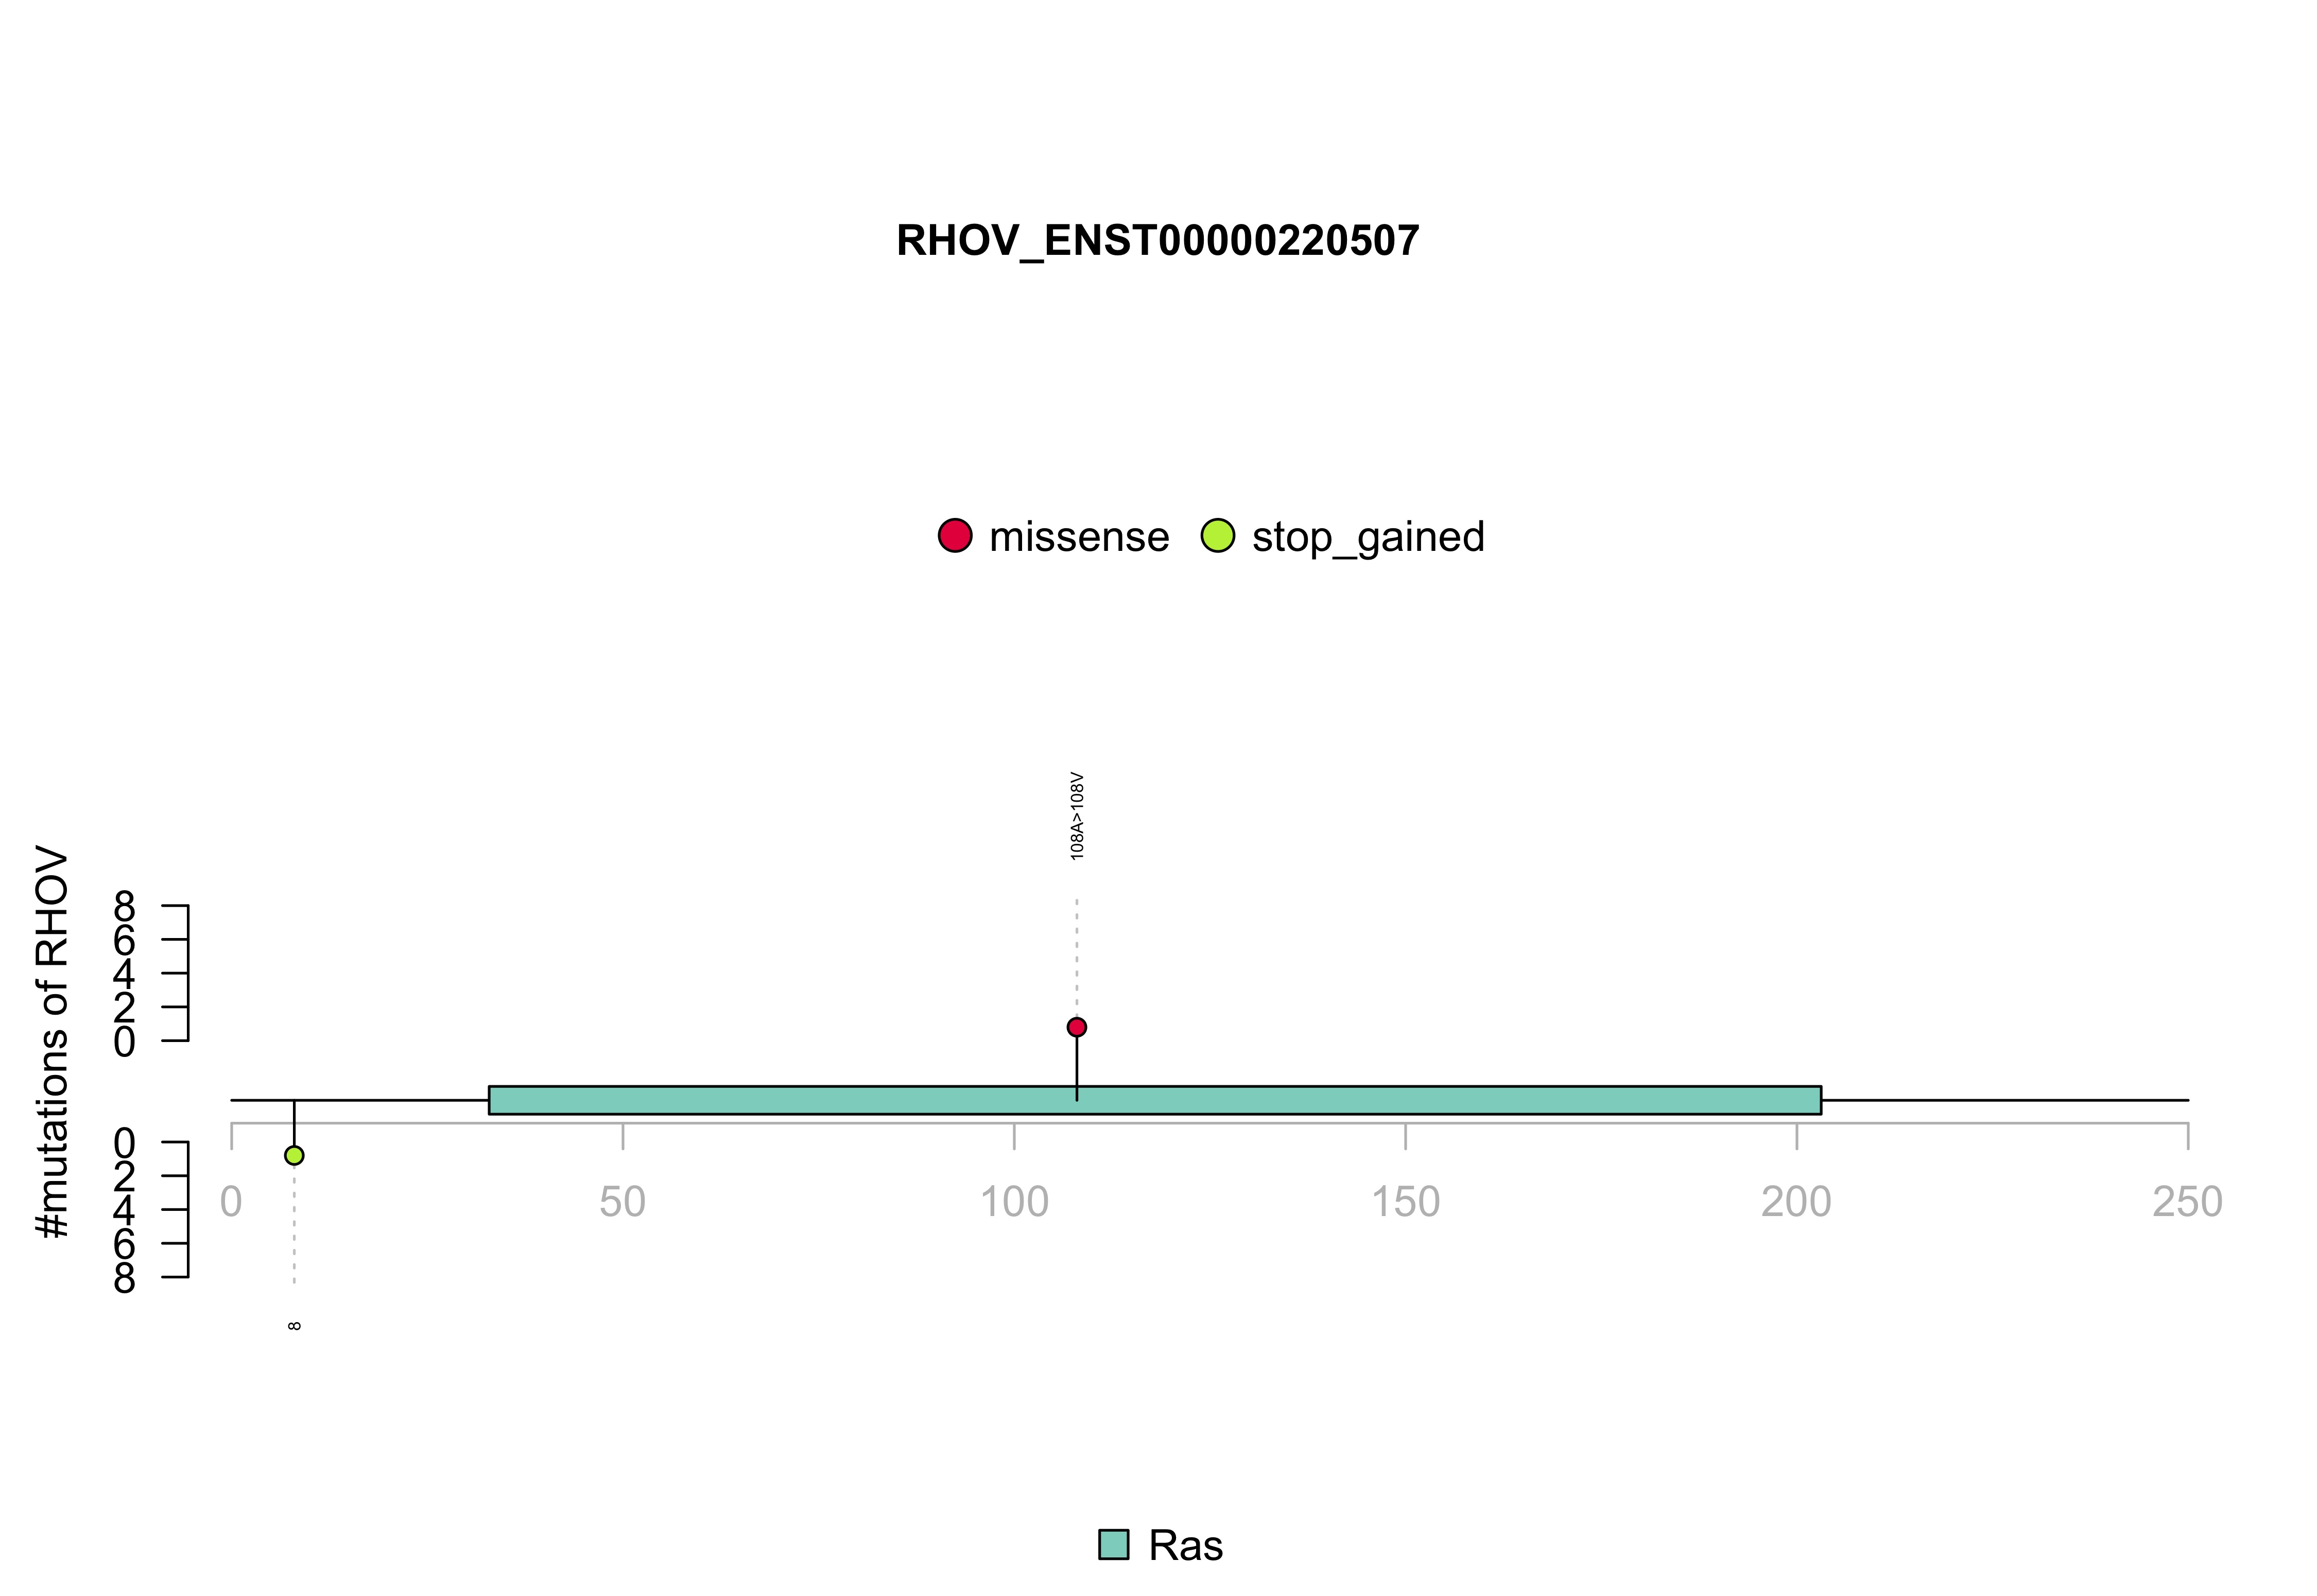 RHOV_ENST00000220507
missense stop_gained
108A>108V
#mutations of RHOV
8
6
4
2
0
0
2
4
6
8
0 50 100 150 200 250
8
Ras